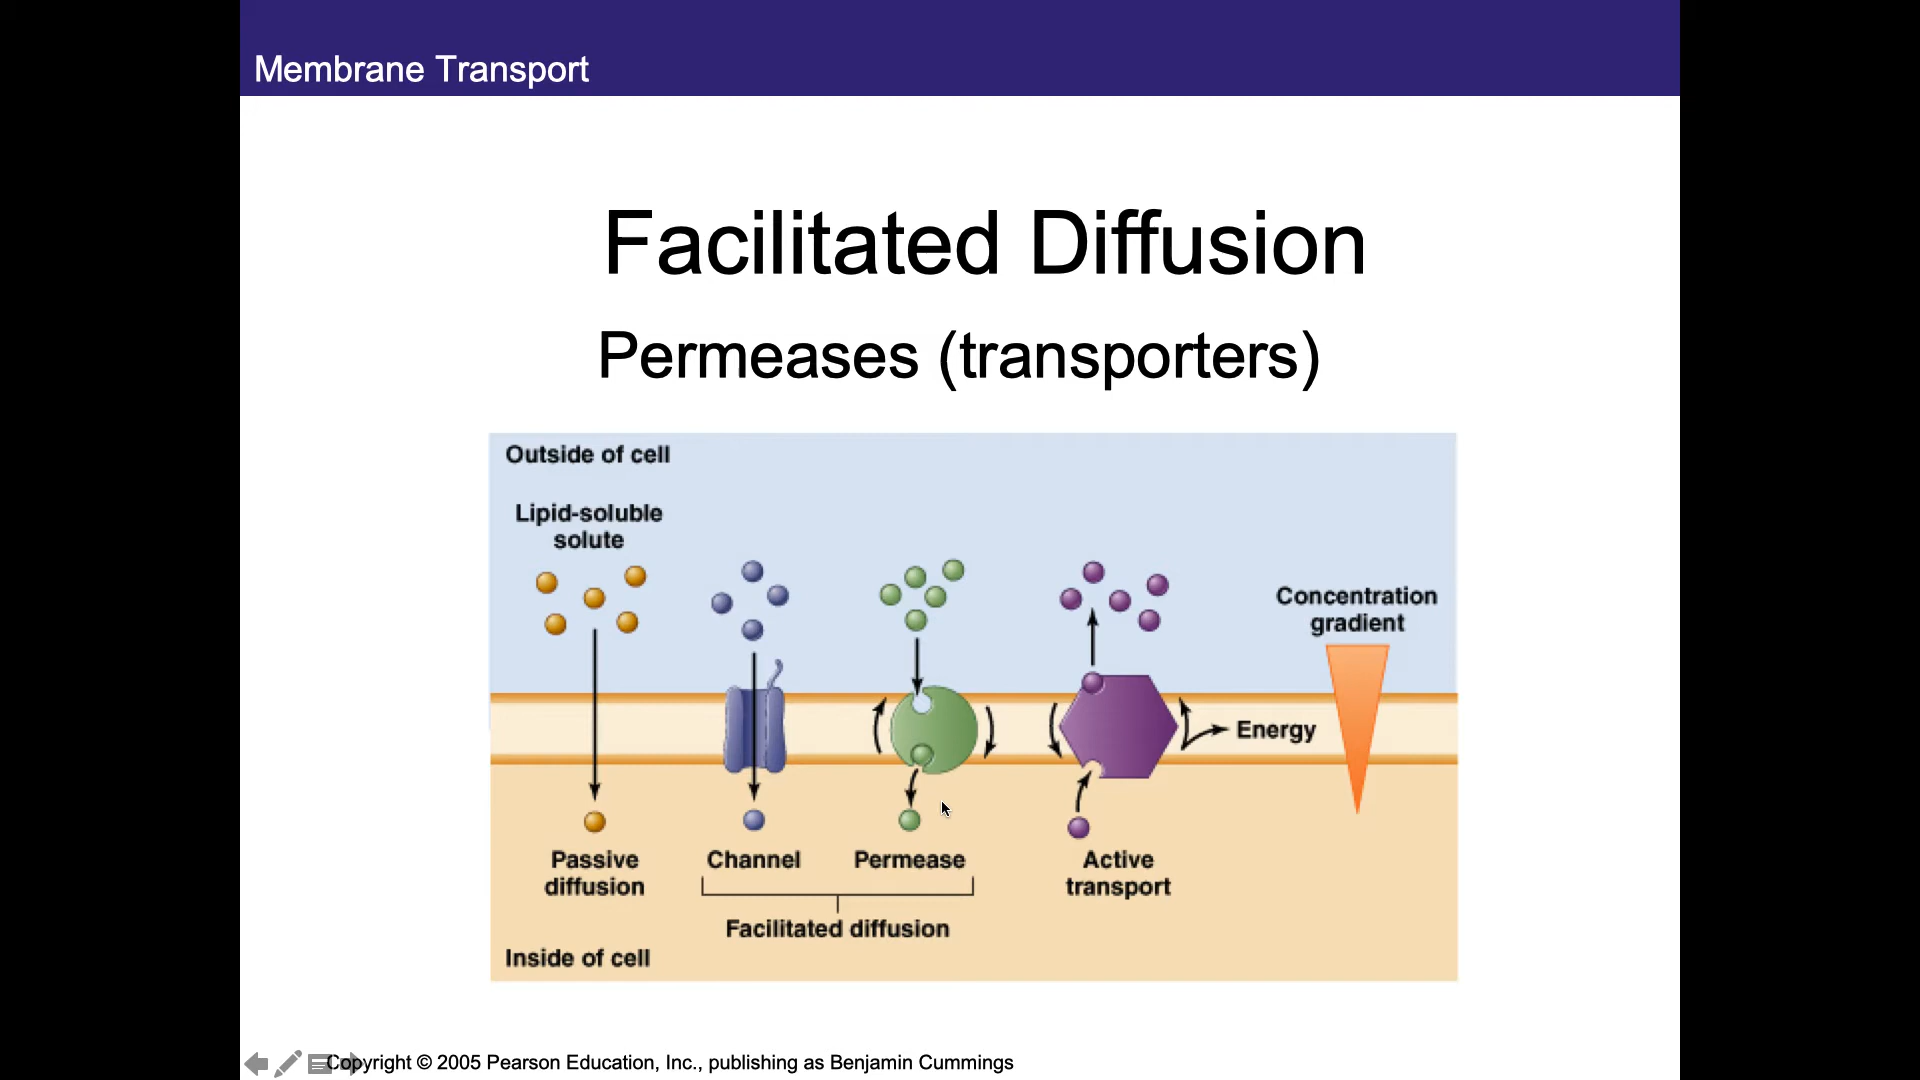 Membrane Transport
Facilitated Diffusion
Permeases (transporters)
Outside of cell
Lipid-soluble
solute
Concentration
gradient
Energy
Passive
diffusion
Channel
Permease
Active
transport
Facilitated diffusion
Inside of cell
Copyright © 2005 Pearson Education, Inc., publishing as Benjamin Cummings